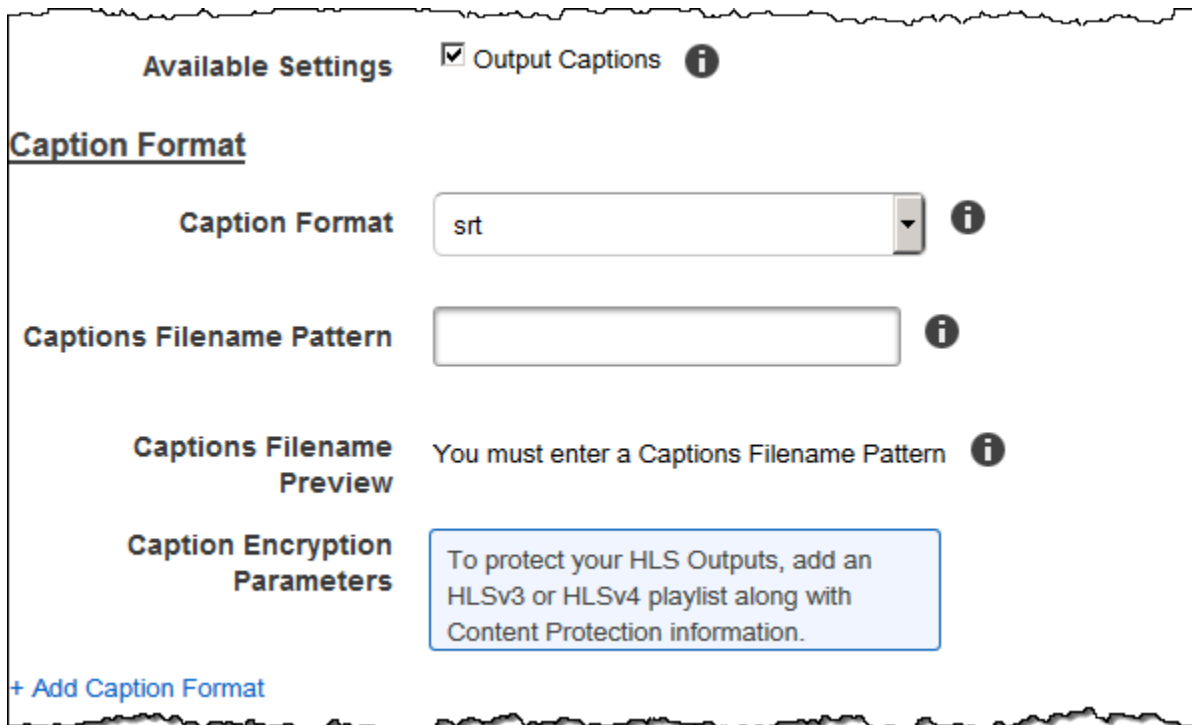 Available Settings
Output Captions
Caption Format
Caption Format
srt
Captions Filename Pattern
Captions Filename
Preview
You must enter a Captions Filename Pattern
Caption Encryption
Parameters
To protect your HLS Outputs, add an
HLSv3 or HLSv4 playlist along with
Content Protection information.
+ Add Caption Format